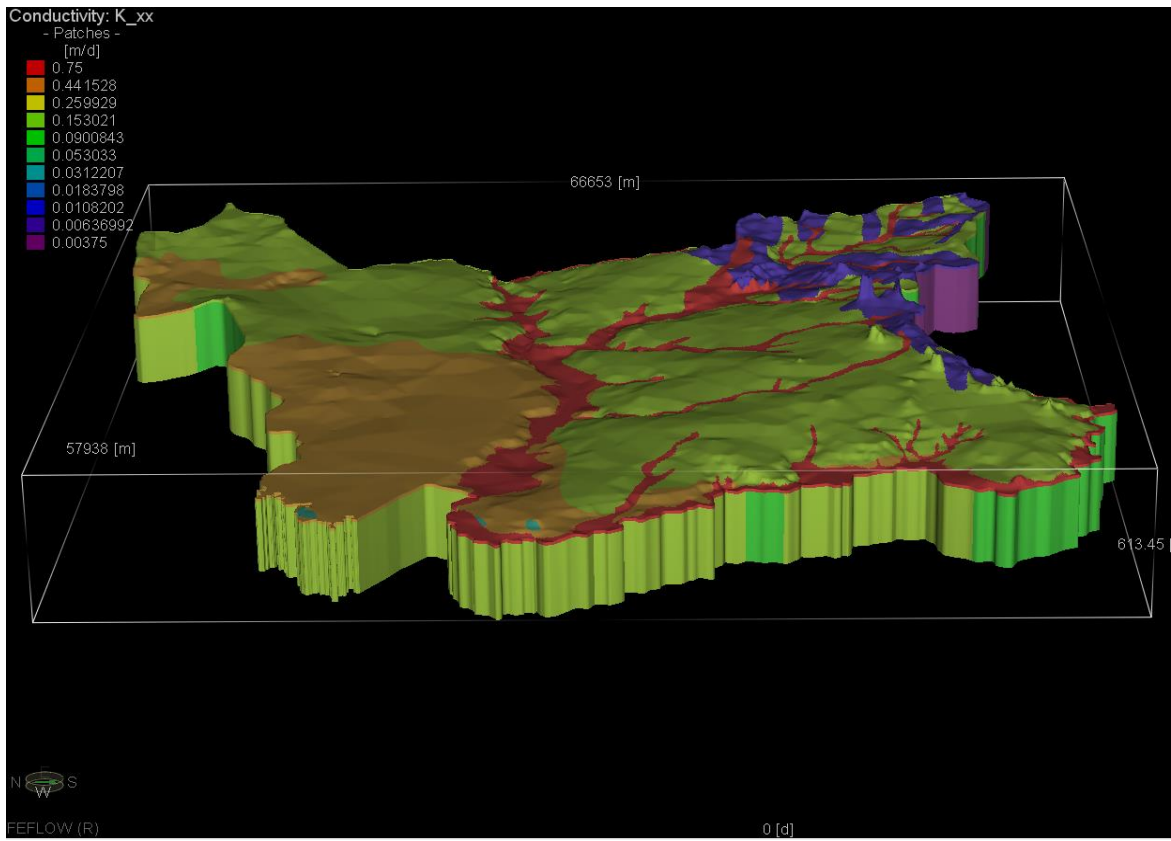 Conductivity: K_xx
- Patches -
[m/d]
0.75
0.441528
0.259929
0.153021
0.0900843
0.053033
0.0312207
0.0183798
0.0108202
0.00636992
0.00375
66653 [m]
57938 [m]
613.45 [
E
N S
W
FEFLOW (R)
0 [d]